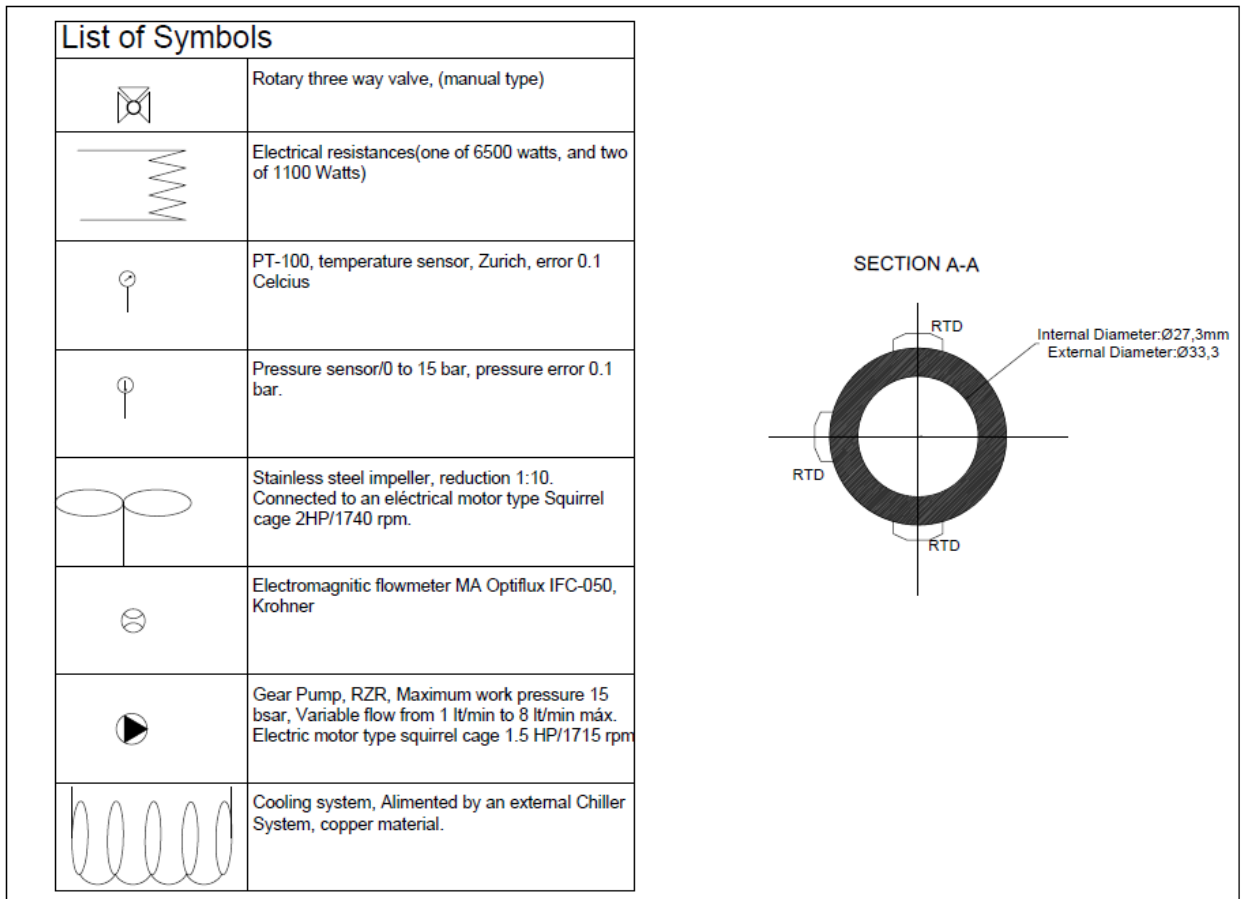 List of Symbols
Rotary three way valve, (manual type)
Electrical resistances(one of 6500 watts, and two
of 1100 Watts)
PT-100, temperature sensor, Zurich, error 0.1
Celcius
Pressure sensor/0 to 15 bar, pressure error 0.1
bar.
Stainless steel impeller, reduction 1:10.
Connected to an eléctrical motor type Squirrel
cage 2HP/1740 rpm.
Electromagnitic flowmeter MA Optiflux IFC-050,
Krohner
Gear Pump, RZR, Maximum work pressure 15
bsar, Variable flow from 1 lt/min to 8 lt/min máx.
Electric motor type squirrel cage 1.5 HP/1715 rpm
Cooling system, Alimented by an external Chiller
System, copper material.
SECTION A-A
RTD
Internal Diameter:Ø27,3mm
External Diameter:Ø33,3
RTD
RTD